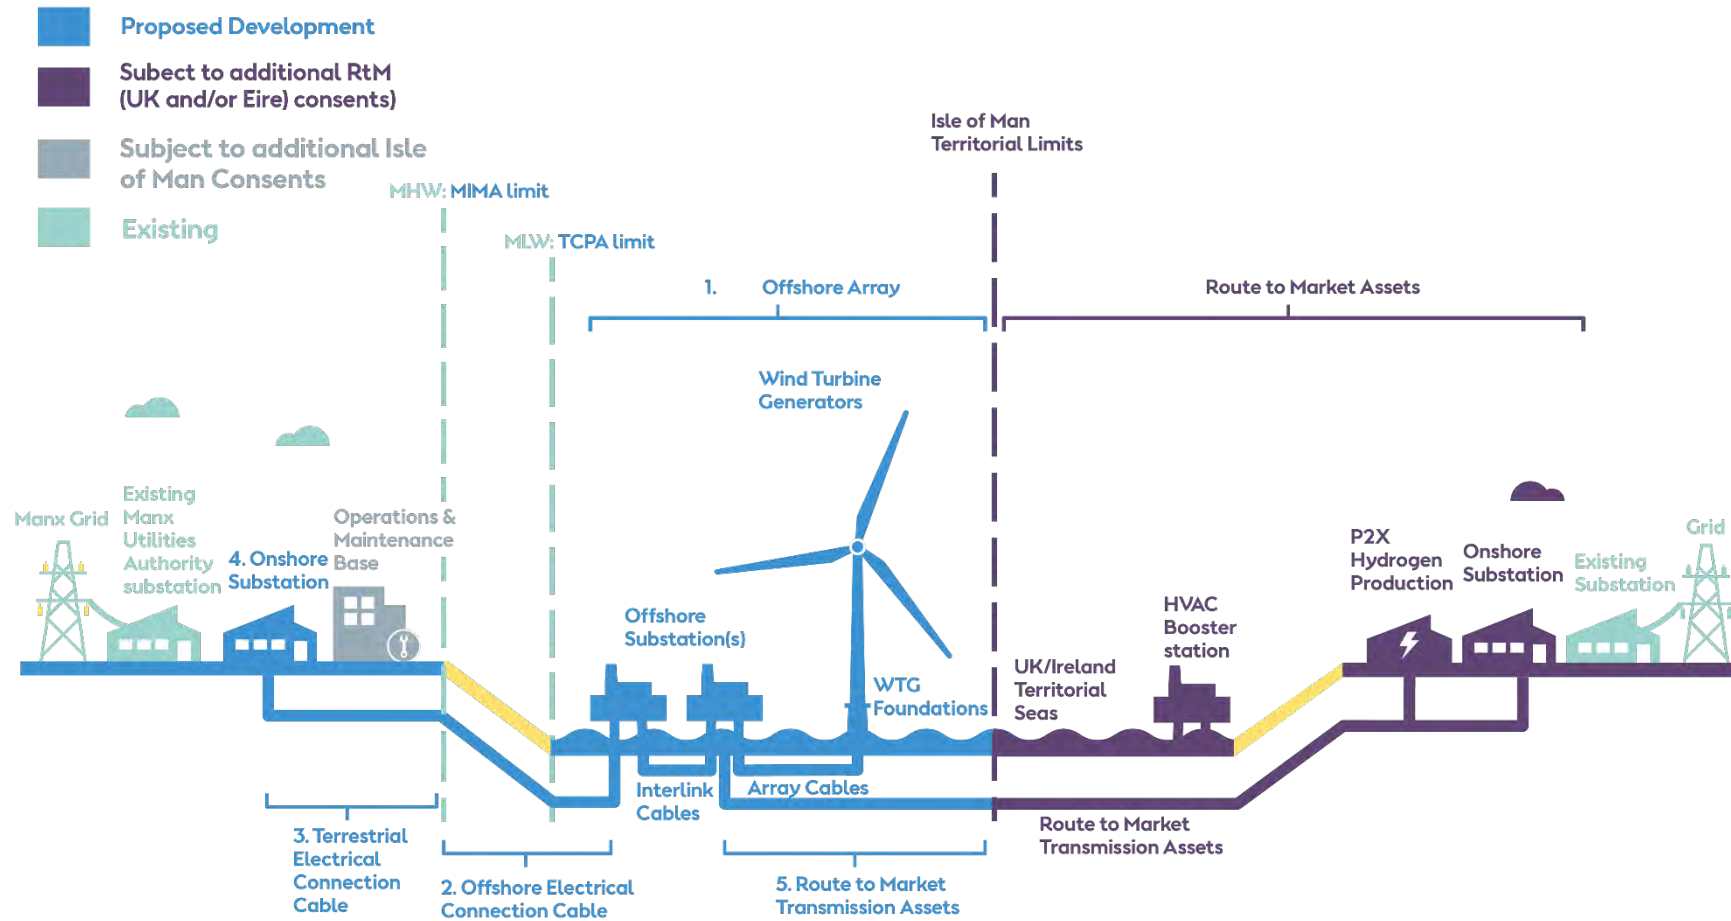 Proposed Development
Subect to additional RtM
(UK and/or Eire) consents)
Subject to additional Isle
of Man Consents
Existing
MHW: MIMA limit
MLW: TCPA limit
Isle of Man
Territorial Limits
1. Offshore Array
Route to Market Assets
Wind Turbine
Generators
Manx Grid
Existing
Manx
Utilities
Authority
substation
4. Onshore
Substation
Operations &
Maintenance
Base
Offshore
Substation(s)
WTG
Foundations
UK/Ireland
Territorial
Seas
HVAC
Booster
station
P2X
Hydrogen
Production
Onshore
Substation
Existing
Substation
Grid
Interlink
Cables
Array Cables
3. Terrestrial
Electrical
Connection
Cable
2. Offshore Electrical
Connection Cable
5. Route to Market
Transmission Assets
Route to Market
Transmission Assets